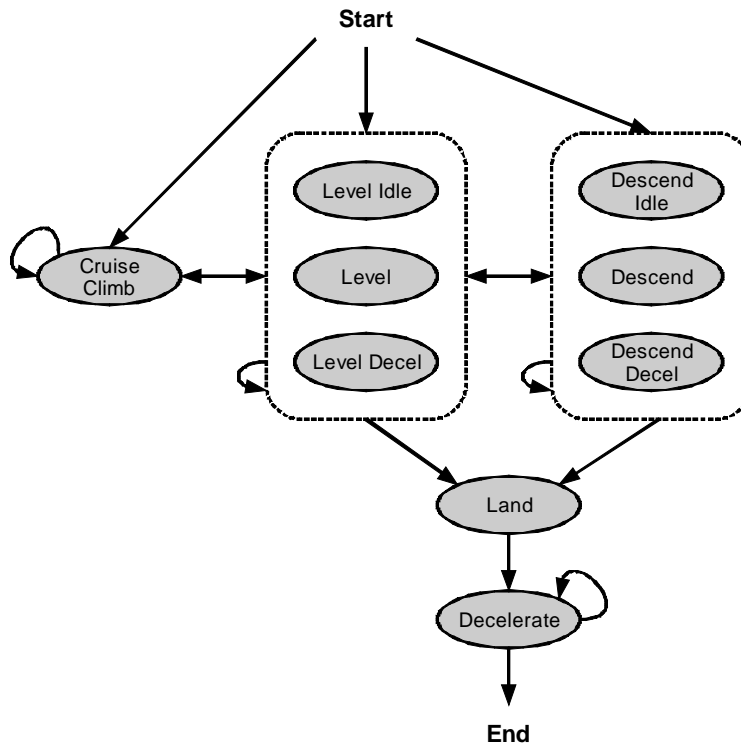 Start
Level Idle
Descend
Idle
Cruise
Climb
Level
Descend
Level Decel
Descend
Decel
Land
Decelerate
End